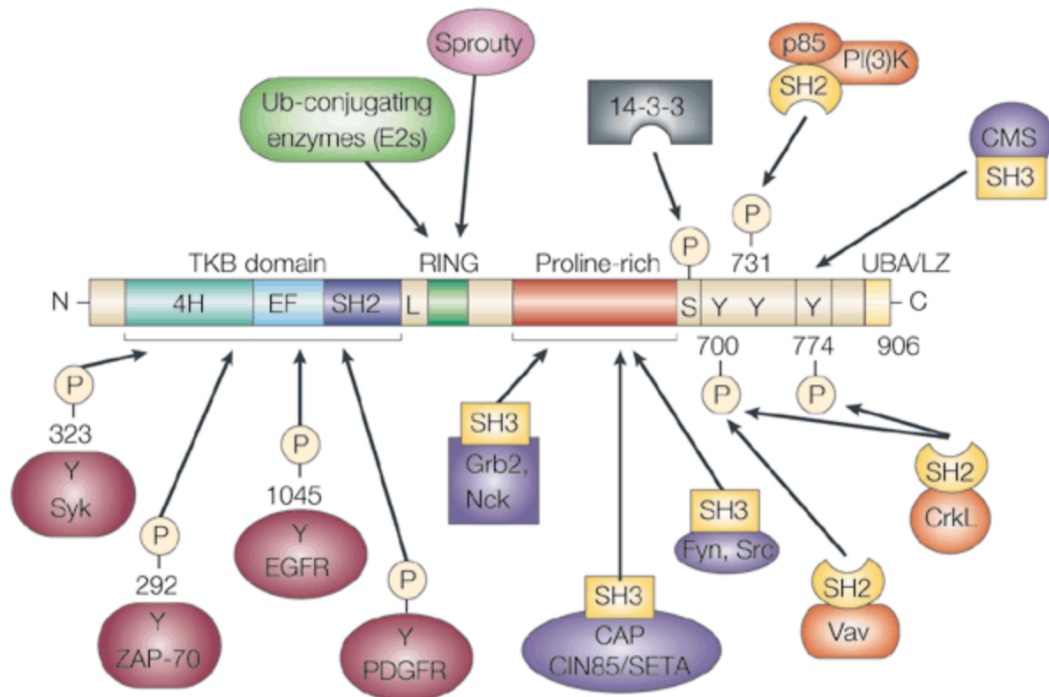 Sprouty
p85
PI(3)K
SH2
Ub-conjugating
enzymes (E2s)
14-3-3
CMS
SH3
P
P
TKB domain
RING
Proline-rich
731
UBA/LZ
N
4H
EF
SH2
L
S
Y
Y
Y
C
700
774
906
P
P
P
323
Y
Syk
P
292
Y
ZAP-70
P
1045
Y
EGFR
P
Y
PDGFR
SH3
Grb2,
Nck
SH3
CAP
CIN85/SETA
SH3
Fyn, Src
SH2
Vav
SH2
CrkL